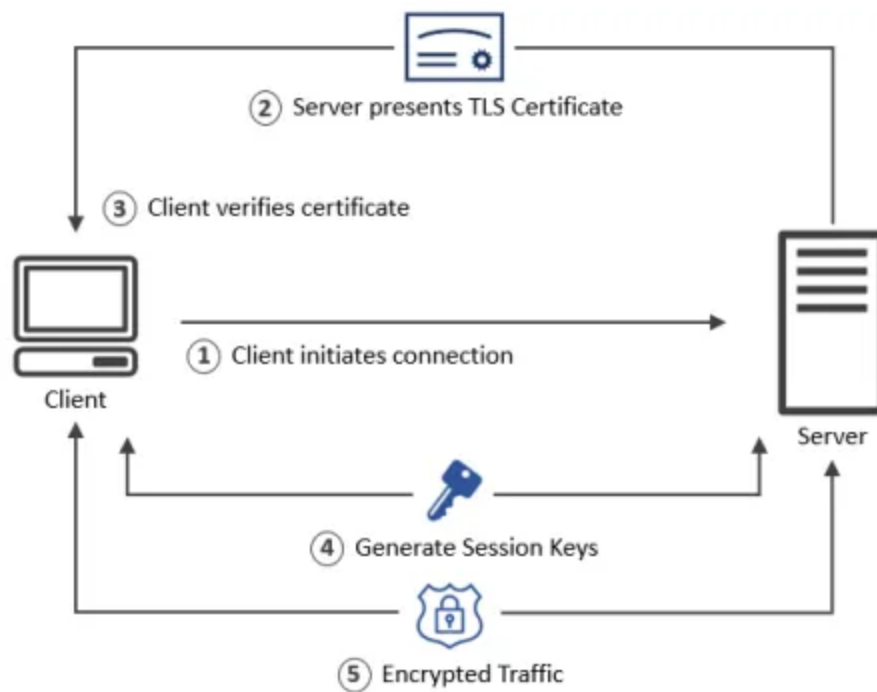 ② Server presents TLS Certificate
③ Client verifies certificate
① Client initiates connection
Client
Server
④ Generate Session Keys
⑤ Encrypted Traffic